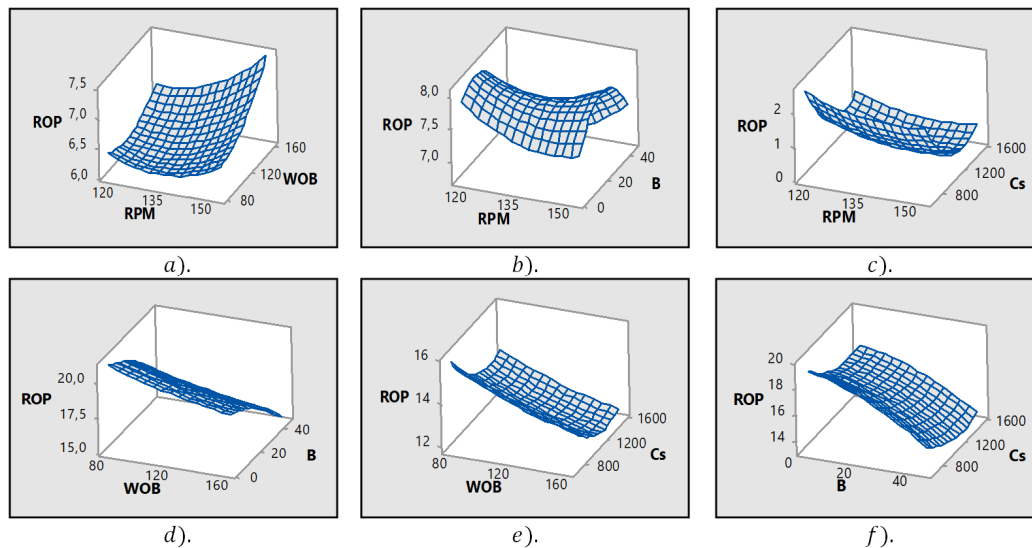 7,5
7,0
ROP
6,5
6,0
120
135
150
RPM
80
120
160
WOB
8,0
ROP
7,5
7,0
120
135
150
RPM
0
20
40
B
2
ROP
1
0
120
135
150
RPM
800
1200
1600
Cs
a).
b).
c).
20,0
ROP
17,5
15,0
80
120
160
WOB
0
20
40
B
16
ROP
14
12
80
120
160
WOB
800
1200
1600
Cs
20
ROP
18
16
14
0
20
40
B
800
1200
1600
Cs
d).
e).
f).